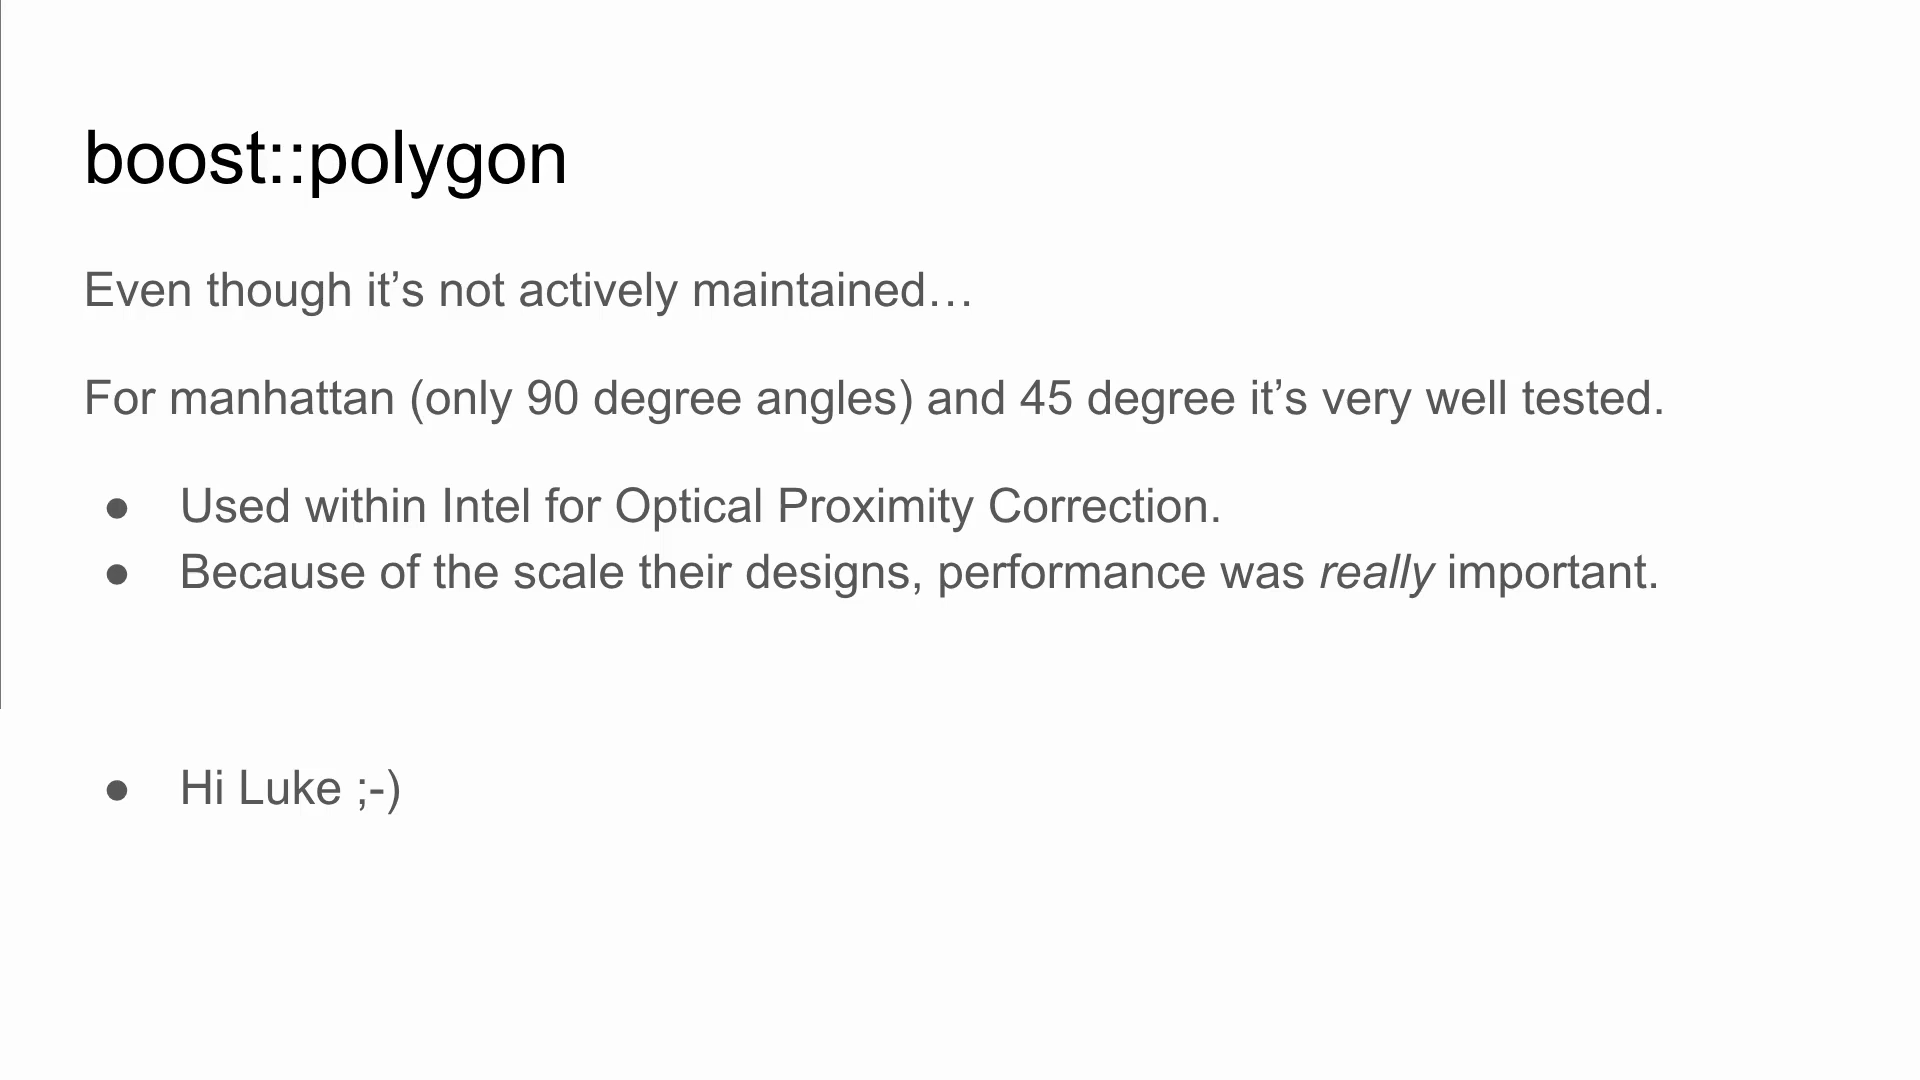 boost::polygon
Even though it’s not actively maintained…
For manhattan (only 90 degree angles) and 45 degree it’s very well tested.
● Used within Intel for Optical Proximity Correction.
● Because of the scale their designs, performance was really important.
● Hi Luke ;-)